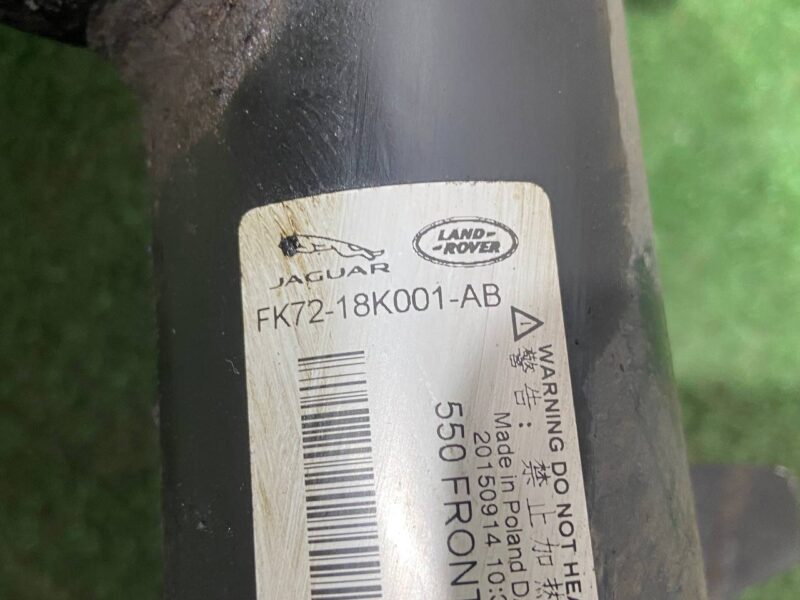 JAGUAR
LAND-
-ROVER
FK72-18K001-AB
WARNING DO NOT
警告：禁止加热
Made in Poland
20150914
550 FRONT